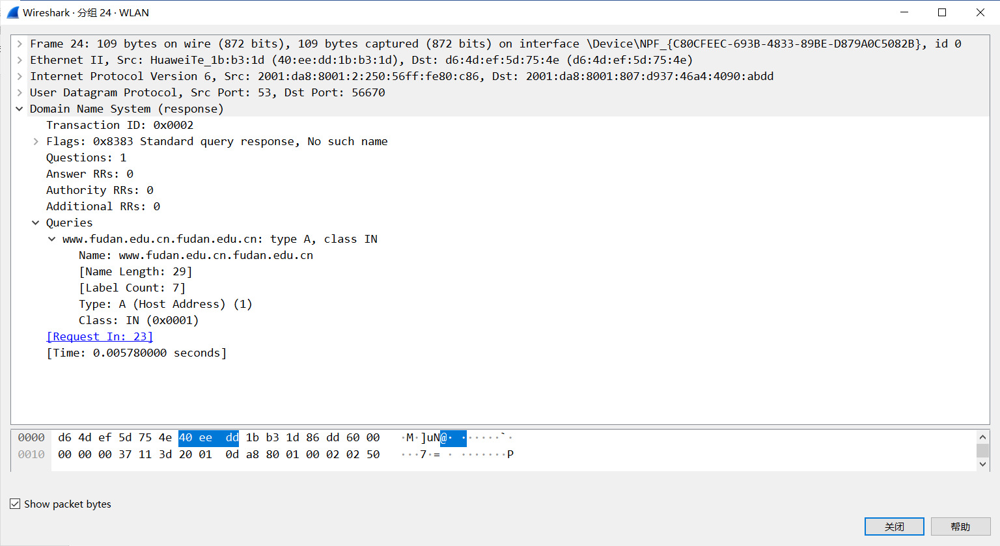 Wireshark · 分组 24 · WLAN
Frame 24: 109 bytes on wire (872 bits), 109 bytes captured (872 bits) on interface \Device\NPF_{C80CFEEC-693B-4833-89BE-D879A0C5082B}, id 0
Ethernet II, Src: HuaweiTe_1b:b3:1d (40:ee:dd:1b:b3:1d), Dst: d6:4d:ef:5d:75:4e (d6:4d:ef:5d:75:4e)
Internet Protocol Version 6, Src: 2001:da8:8001:2:250:56ff:fe80:c86, Dst: 2001:da8:8001:807:d937:46a4:4090:abdd
User Datagram Protocol, Src Port: 53, Dst Port: 56670
Domain Name System (response)
Transaction ID: 0x0002
Flags: 0x8383 Standard query response, No such name
Questions: 1
Answer RRs: 0
Authority RRs: 0
Additional RRs: 0
Queries
www.fudan.edu.cn.fudan.edu.cn: type A, class IN
Name: www.fudan.edu.cn.fudan.edu.cn
[Name Length: 29]
[Label Count: 7]
Type: A (Host Address) (1)
Class: IN (0x0001)
[Request In: 23]
[Time: 0.005780000 seconds]
0000 d6 4d ef 5d 75 4e 40 ee dd 1b b3 1d 86 dd 60 00 ·M·]uN@· ······`·
0010 00 00 00 37 11 3d 20 01 0d a8 80 01 00 02 02 50 ···7·= · ·······P
Show packet bytes
关闭
帮助